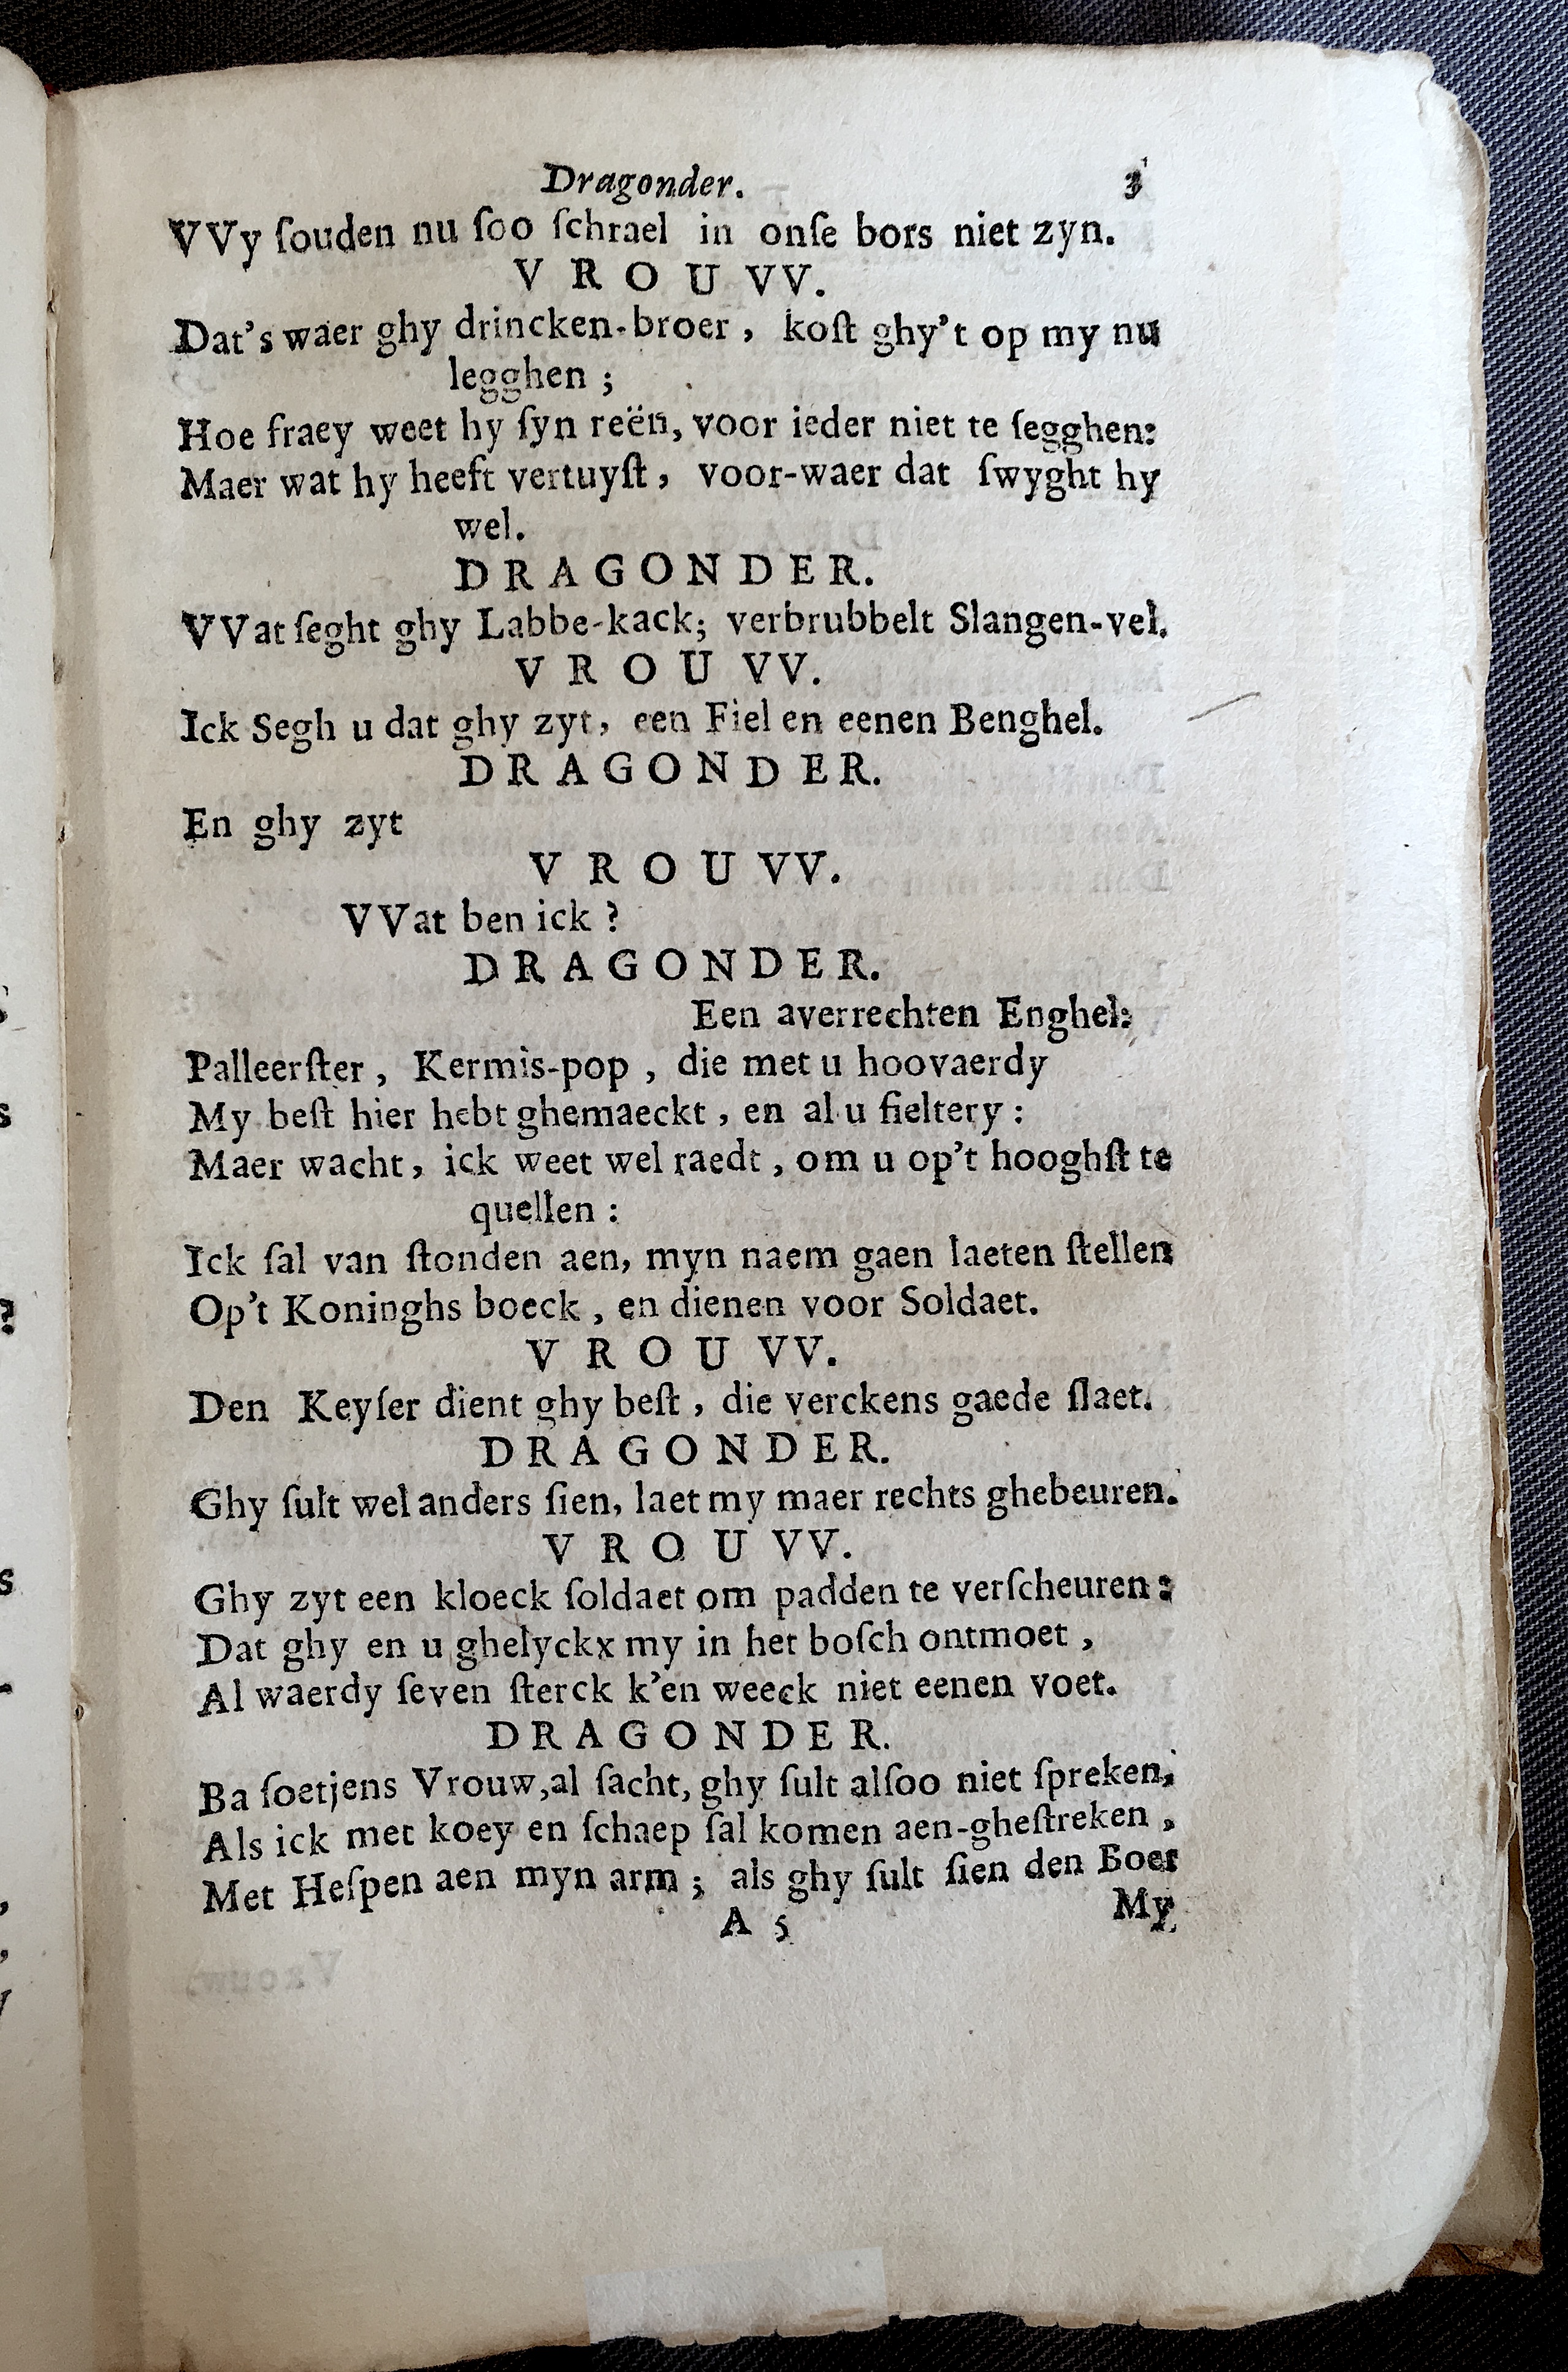 Dragonder. 3
VVy ſouden nu ſoo ſchrael in onſe bors niet zyn.
V R O U VV.
Dat's waer ghy drincken-broer, koſt ghy't op my nu
legghen ;
Hoe fraey weet hy ſyn reën, voor ieder niet te ſegghen:
Maer wat hy heeft vertuyſt, voor-waer dat ſwyght hy
wel.
D R A G O N D E R.
VVat ſeght ghy Labbe-kack; verbrubbelt Slangen-vel.
V R O U VV.
Ick Segh u dat ghy zyt, een Fiel en eenen Benghel.
D R A G O N D E R.
En ghy zyt
V R O U VV.
VVat ben ick ?
D R A G O N D E R.
Een averrechten Enghel:
Palleerſter, Kermis-pop, die met u hoovaerdy
My beſt hier hebt ghemaeckt, en al u fieltery :
Maer wacht, ick weet wel raedt, om u op't hooghſt te
quellen :
Ick ſal van ſtonden aen, myn naem gaen laeten ſtellen
Op't Koninghs boeck, en dienen voor Soldaet.
V R O U VV.
Den Keyſer dient ghy beſt, die verckens gaede ſlaet.
D R A G O N D E R.
Ghy ſult wel anders ſien, laet my maer rechts ghebeuren.
V R O U VV.
Ghy zyt een kloeck ſoldaet om padden te verſcheuren:
Dat ghy en u ghelyckx my in het boſch ontmoet,
Al waerdy ſeven ſterck k'en weeck niet eenen voet.
D R A G O N D E R.
Ba ſoetjens Vrouw, al ſacht, ghy ſult alſoo niet ſpreken,
Als ick met koey en ſchaep ſal komen aen-gheſtreken,
Met Heſpen aen myn arm ; als ghy ſult ſien den Boer
A 5 My